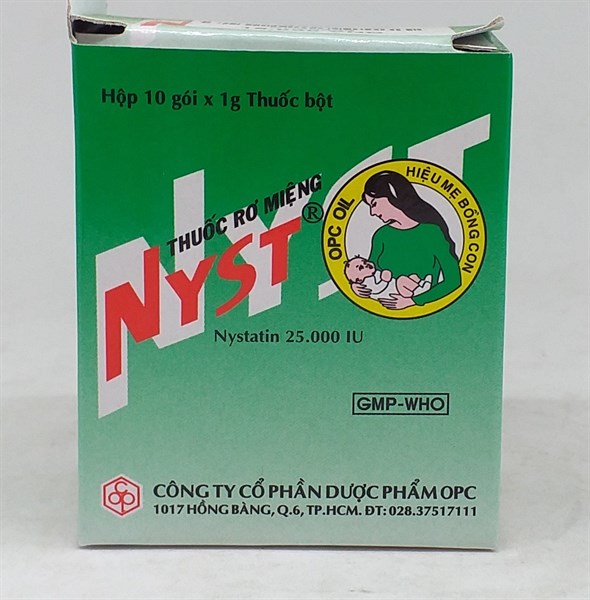 Hộp 10 gói x 1g Thuốc bột
THUỐC RƠ MIỆNG
NYST®
OPC OIL
HIỆU MẸ BỒNG CON
Nystatin 25.000 IU
GMP-WHO
OPC
CÔNG TY CỔ PHẦN DƯỢC PHẨM OPC
1017 HỒNG BÀNG, Q.6, TP.HCM. ĐT: 028.37517111